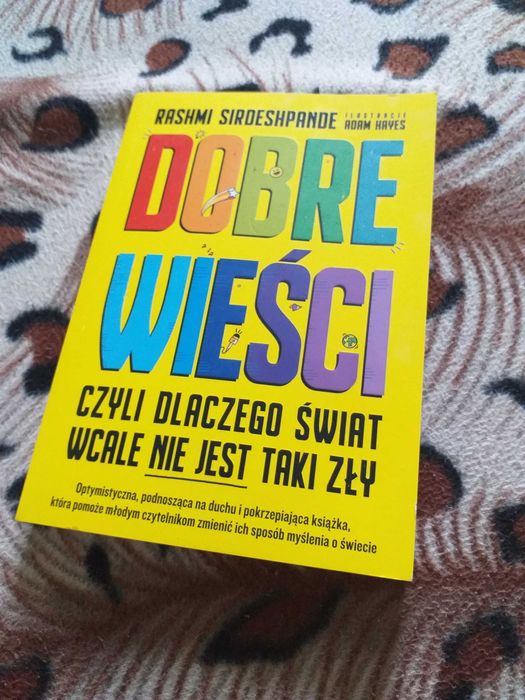 RASHMI SIRDESHPANDE ILUSTRACJE ADAM HAYES
DOBRE
WIEŚCI
CZYLI DLACZEGO ŚWIAT
WCALE NIE JEST TAKI ZŁY
Optymistyczna, podnosząca na duchu i pokrzepiająca książka,
która pomoże młodym czytelnikom zmienić ich sposób myślenia o świecie